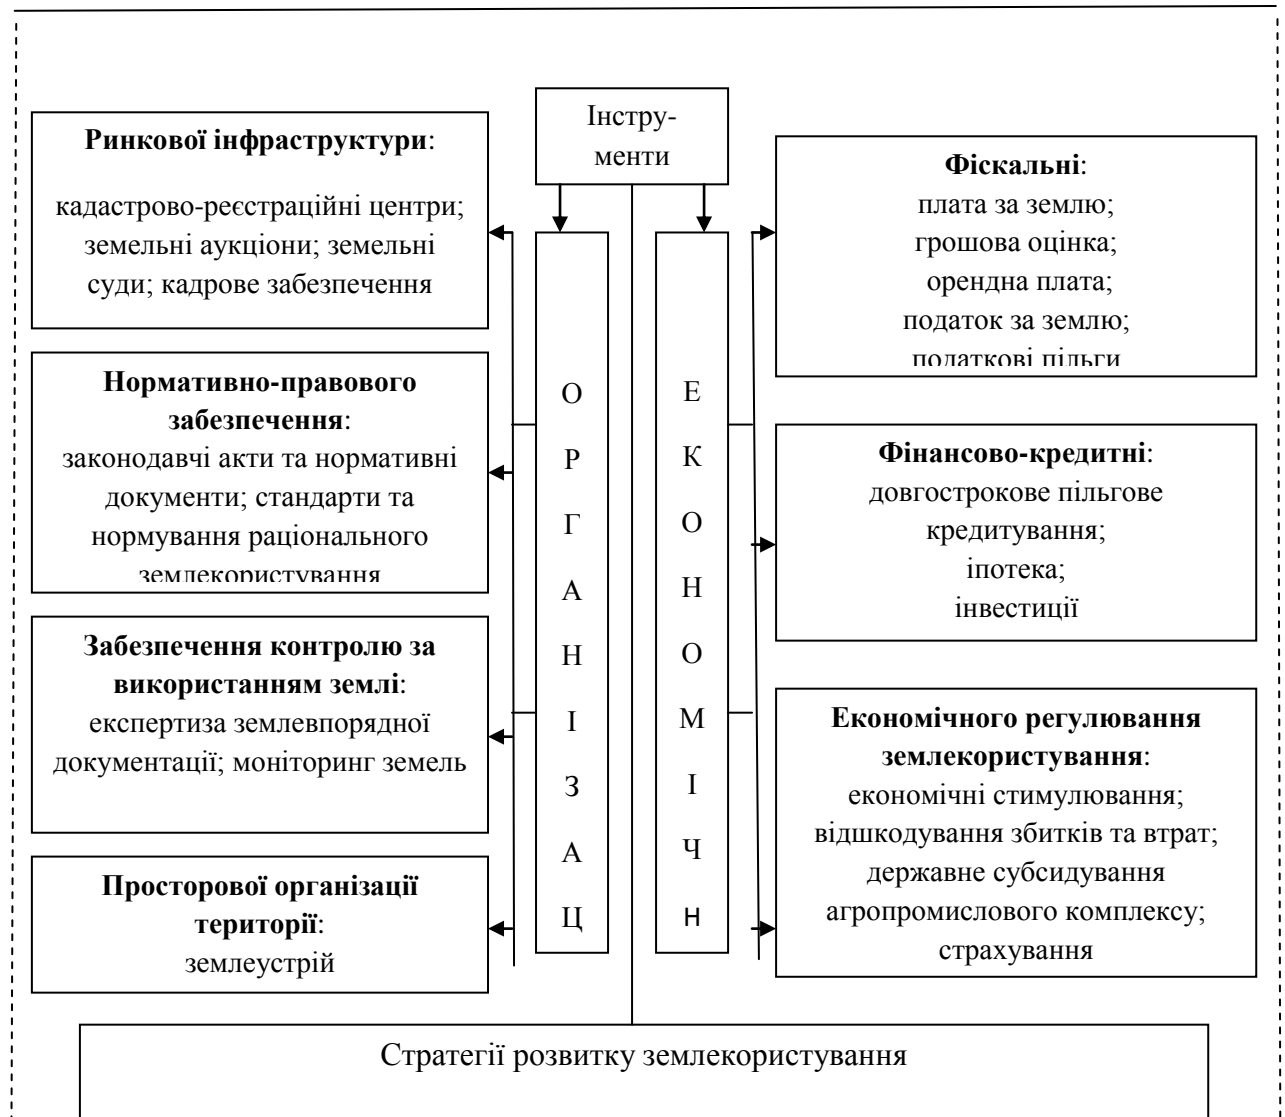 Інстру-
менти
Ринкової інфраструктури:
кадастрово-реєстраційні центри;
земельні аукціони; земельні
суди; кадрове забезпечення
Нормативно-правового
забезпечення:
законодавчі акти та нормативні
документи; стандарти та
нормування раціонального
землекористування
Забезпечення контролю за
використанням землі:
експертиза землевпорядної
документації; моніторинг земель
Просторової організації
території:
землеустрій
О
Р
Г
А
Н
І
З
А
Ц
Е
К
О
Н
О
М
І
Ч
Н
Фіскальні:
плата за землю;
грошова оцінка;
орендна плата;
податок за землю;
податкові пільги
Фінансово-кредитні:
довгострокове пільгове
кредитування;
іпотека;
інвестиції
Економічного регулювання
землекористування:
економічні стимулювання;
відшкодування збитків та втрат;
державне субсидування
агропромислового комплексу;
страхування
Стратегії розвитку землекористування